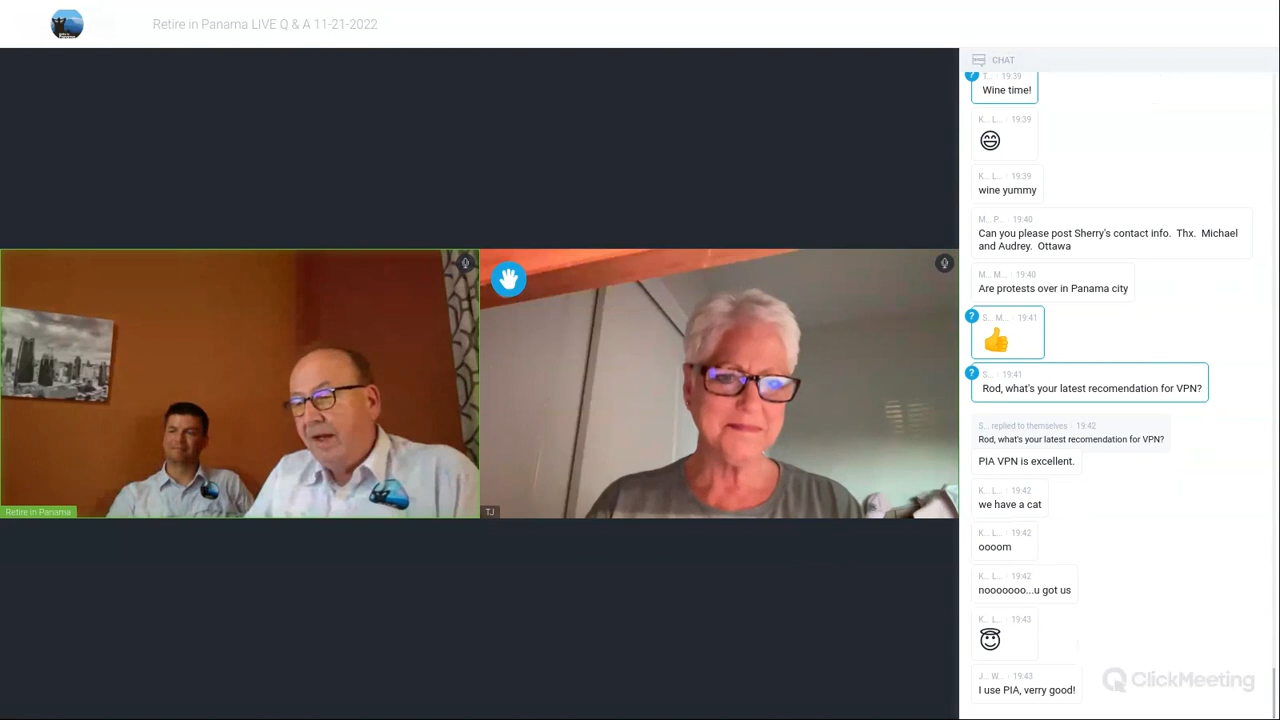 Retire in Panama LIVE Q & A 11-21-2022
CHAT
T... 19:39
Wine time!
K... L... 19:39
K... L... 19:39
wine yummy
M... P... 19:40
Can you please post Sherry's contact info. Thx. Michael
and Audrey. Ottawa
M... M... 19:40
Are protests over in Panama city
S... M... 19:41
S... 19:41
Rod, what's your latest recomendation for VPN?
S... replied to themselves 19:42
Rod, what's your latest recomendation for VPN?
PIA VPN is excellent.
K... L... 19:42
we have a cat
K... L... 19:42
oooom
K... L... 19:42
nooooooo...u got us
K... L... 19:43
J... W... 19:43
I use PIA, verry good!
Retire in Panama
TJ
ClickMeeting